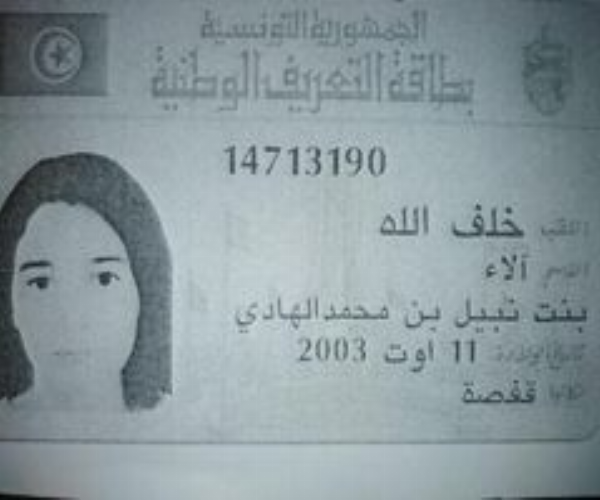 الجمهورية التونسية
بطاقة التعريف الوطنية
14713190
اللقب خلف الله
الاسم آلاء
بنت نبيل بن محمدالهادي
تاريخ الولادة 11 اوت 2003
مكانها قفصة